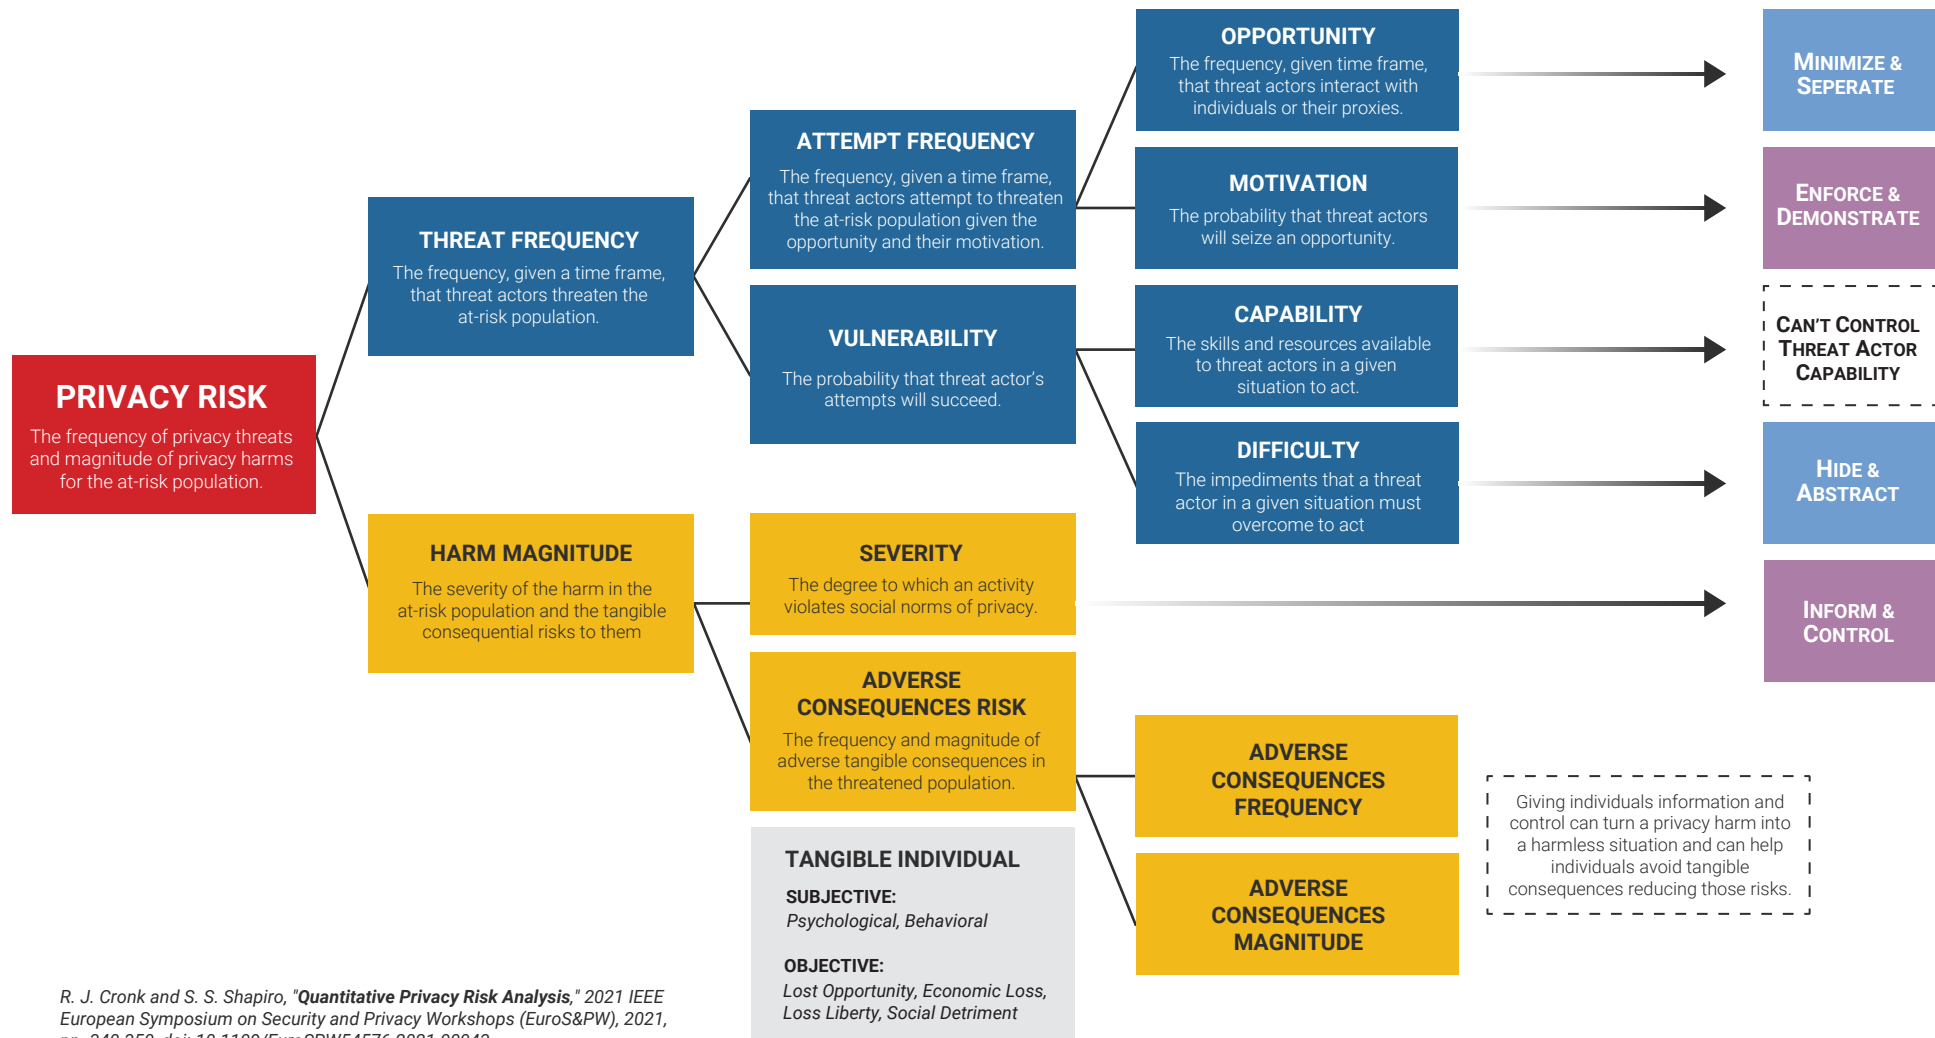 PRIVACY RISK
The frequency of privacy threats
and magnitude of privacy harms
for the at-risk population.
THREAT FREQUENCY
The frequency, given a time frame,
that threat actors threaten the
at-risk population.
HARM MAGNITUDE
The severity of the harm in the
at-risk population and the tangible
consequential risks to them
ATTEMPT FREQUENCY
The frequency, given a time frame,
that threat actors attempt to threaten
the at-risk population given the
opportunity and their motivation.
VULNERABILITY
The probability that threat actor's
attempts will succeed.
SEVERITY
The degree to which an activity
violates social norms of privacy.
ADVERSE
CONSEQUENCES RISK
The frequency and magnitude of
adverse tangible consequences in
the threatened population.
TANGIBLE INDIVIDUAL
SUBJECTIVE:
Psychological, Behavioral
OBJECTIVE:
Lost Opportunity, Economic Loss,
Loss Liberty, Social Detriment
OPPORTUNITY
The frequency, given time frame,
that threat actors interact with
individuals or their proxies.
MOTIVATION
The probability that threat actors
will seize an opportunity.
CAPABILITY
The skills and resources available
to threat actors in a given
situation to act.
DIFFICULTY
The impediments that a threat
actor in a given situation must
overcome to act
ADVERSE
CONSEQUENCES
FREQUENCY
ADVERSE
CONSEQUENCES
MAGNITUDE
MINIMIZE &
SEPERATE
ENFORCE &
DEMONSTRATE
CAN'T CONTROL
THREAT ACTOR
CAPABILITY
HIDE &
ABSTRACT
INFORM &
CONTROL
Giving individuals information and
control can turn a privacy harm into
a harmless situation and can help
individuals avoid tangible
consequences reducing those risks.
R. J. Cronk and S. S. Shapiro, "Quantitative Privacy Risk Analysis," 2021 IEEE
European Symposium on Security and Privacy Workshops (EuroS&PW), 2021,